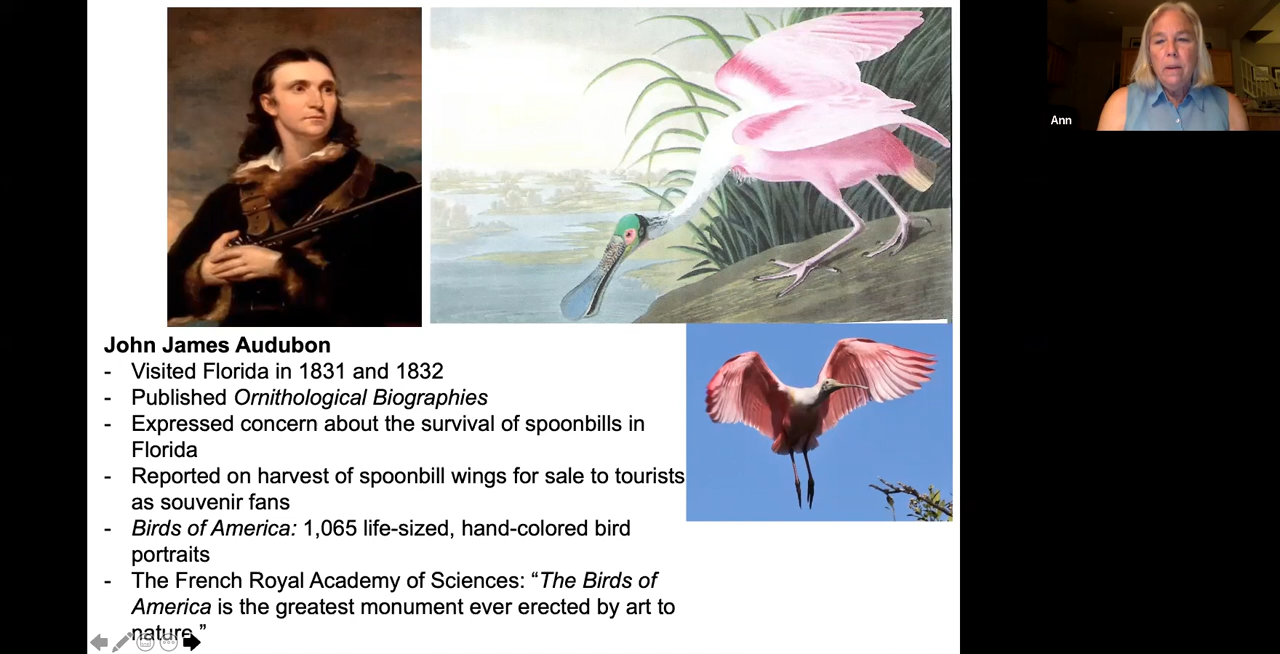 Ann
John James Audubon
- Visited Florida in 1831 and 1832
- Published Ornithological Biographies
- Expressed concern about the survival of spoonbills in
Florida
- Reported on harvest of spoonbill wings for sale to tourists
as souvenir fans
- Birds of America: 1,065 life-sized, hand-colored bird
portraits
- The French Royal Academy of Sciences: “The Birds of
America is the greatest monument ever erected by art to
nature.”